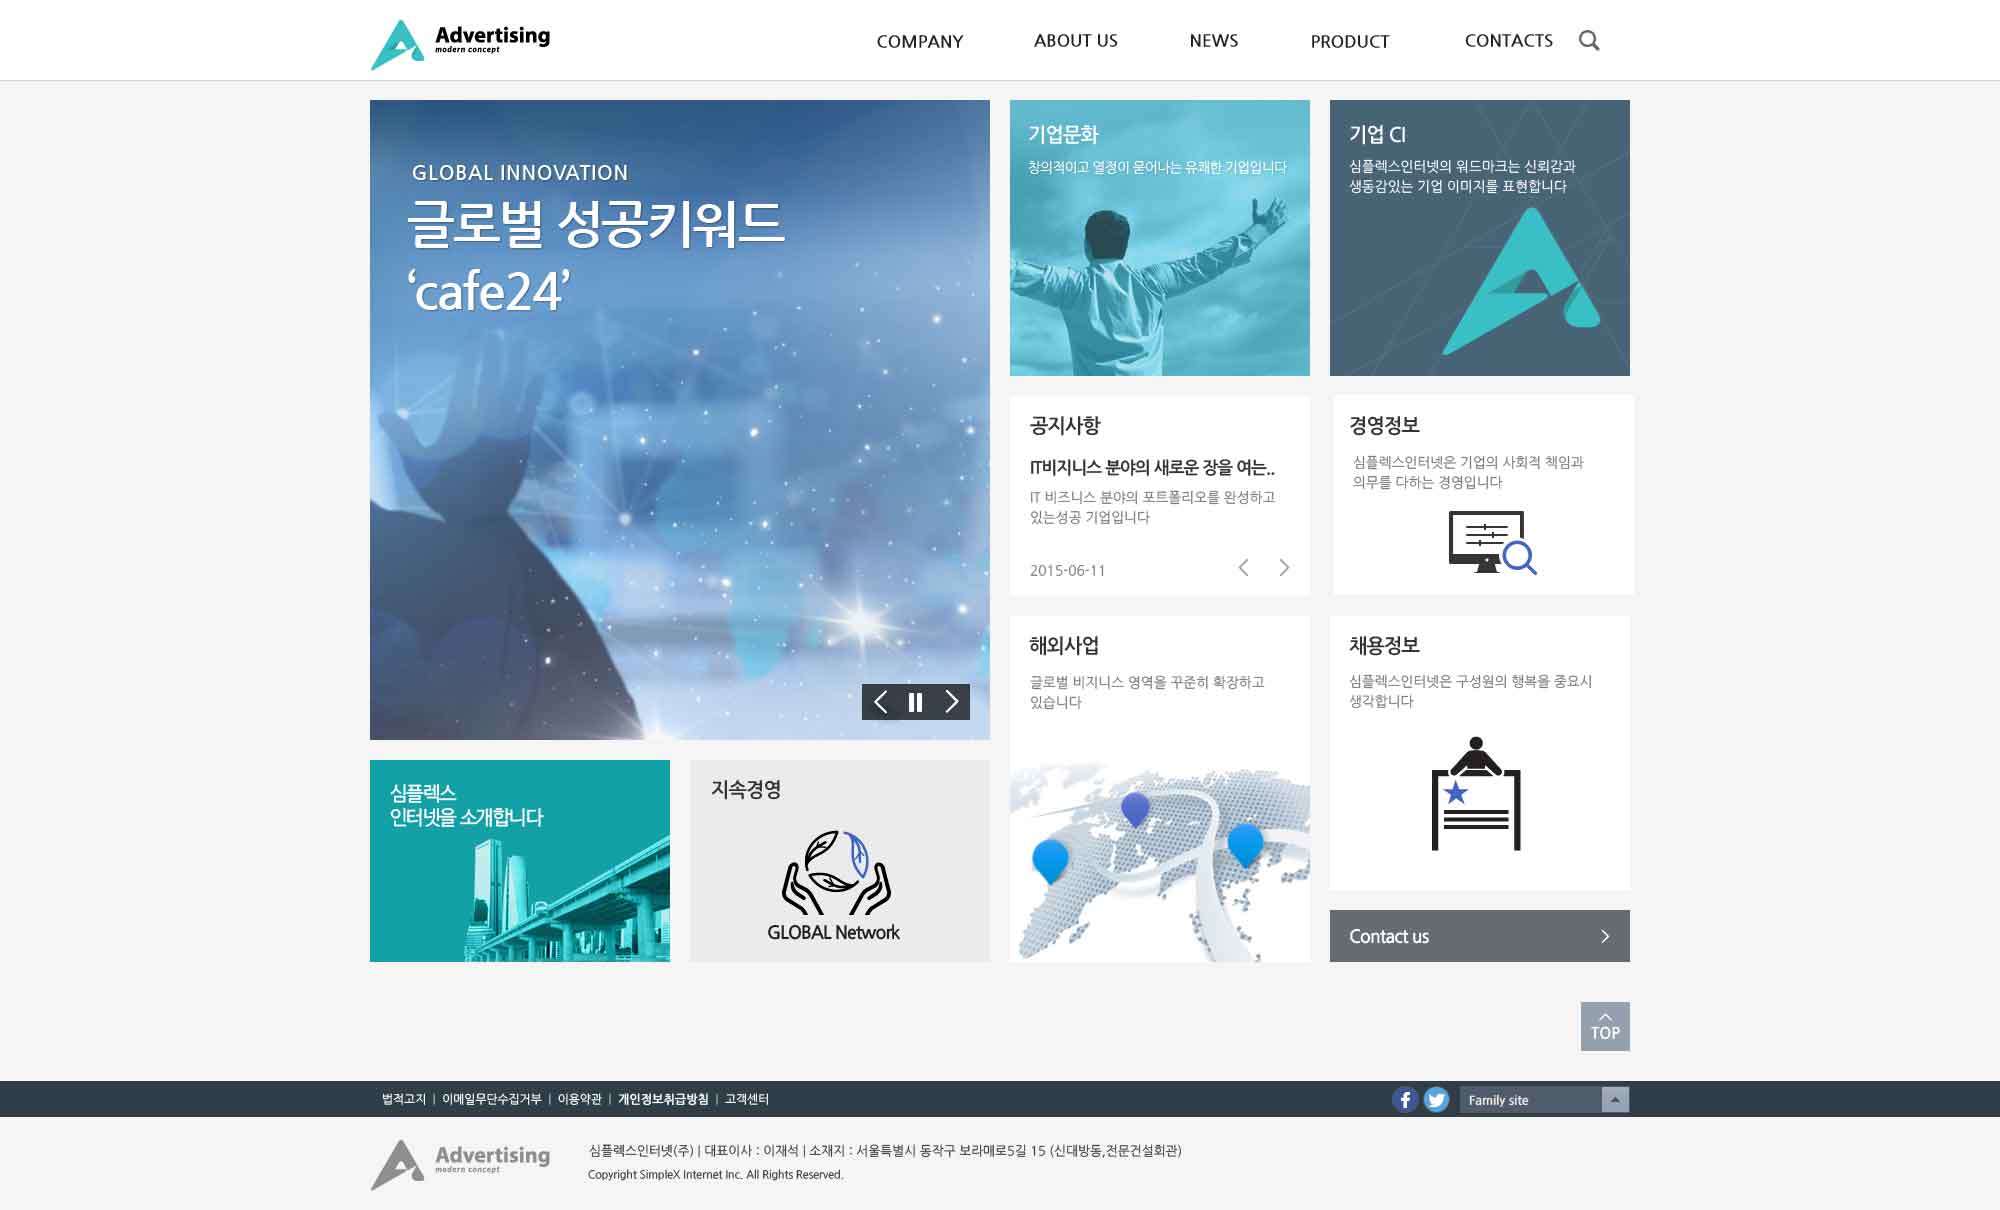 Advertising
modern concept
COMPANY
ABOUT US
NEWS
PRODUCT
CONTACTS
GLOBAL INNOVATION
글로벌 성공키워드
‘cafe24’
기업문화
창의적이고 열정이 묻어나는 유쾌한 기업입니다
기업 CI
심플렉스인터넷의 워드마크는 신뢰감과
생동감있는 기업 이미지를 표현합니다
공지사항
IT비지니스 분야의 새로운 장을 여는..
IT 비즈니스 분야의 포트폴리오를 완성하고
있는성공 기업입니다
2015-06-11
경영정보
심플렉스인터넷은 기업의 사회적 책임과
의무를 다하는 경영입니다
해외사업
글로벌 비지니스 영역을 꾸준히 확장하고
있습니다
채용정보
심플렉스인터넷은 구성원의 행복을 중요시
생각합니다
심플렉스
인터넷을 소개합니다
지속경영
GLOBAL Network
Contact us
TOP
법적고지 | 이메일무단수집거부 | 이용약관 | 개인정보취급방침 | 고객센터
Family site
Advertising
modern concept
심플렉스인터넷(주) | 대표이사 : 이재석 | 소재지 : 서울특별시 동작구 보라매로5길 15 (신대방동,전문건설회관)
Copyright SimpleX Internet Inc. All Rights Reserved.